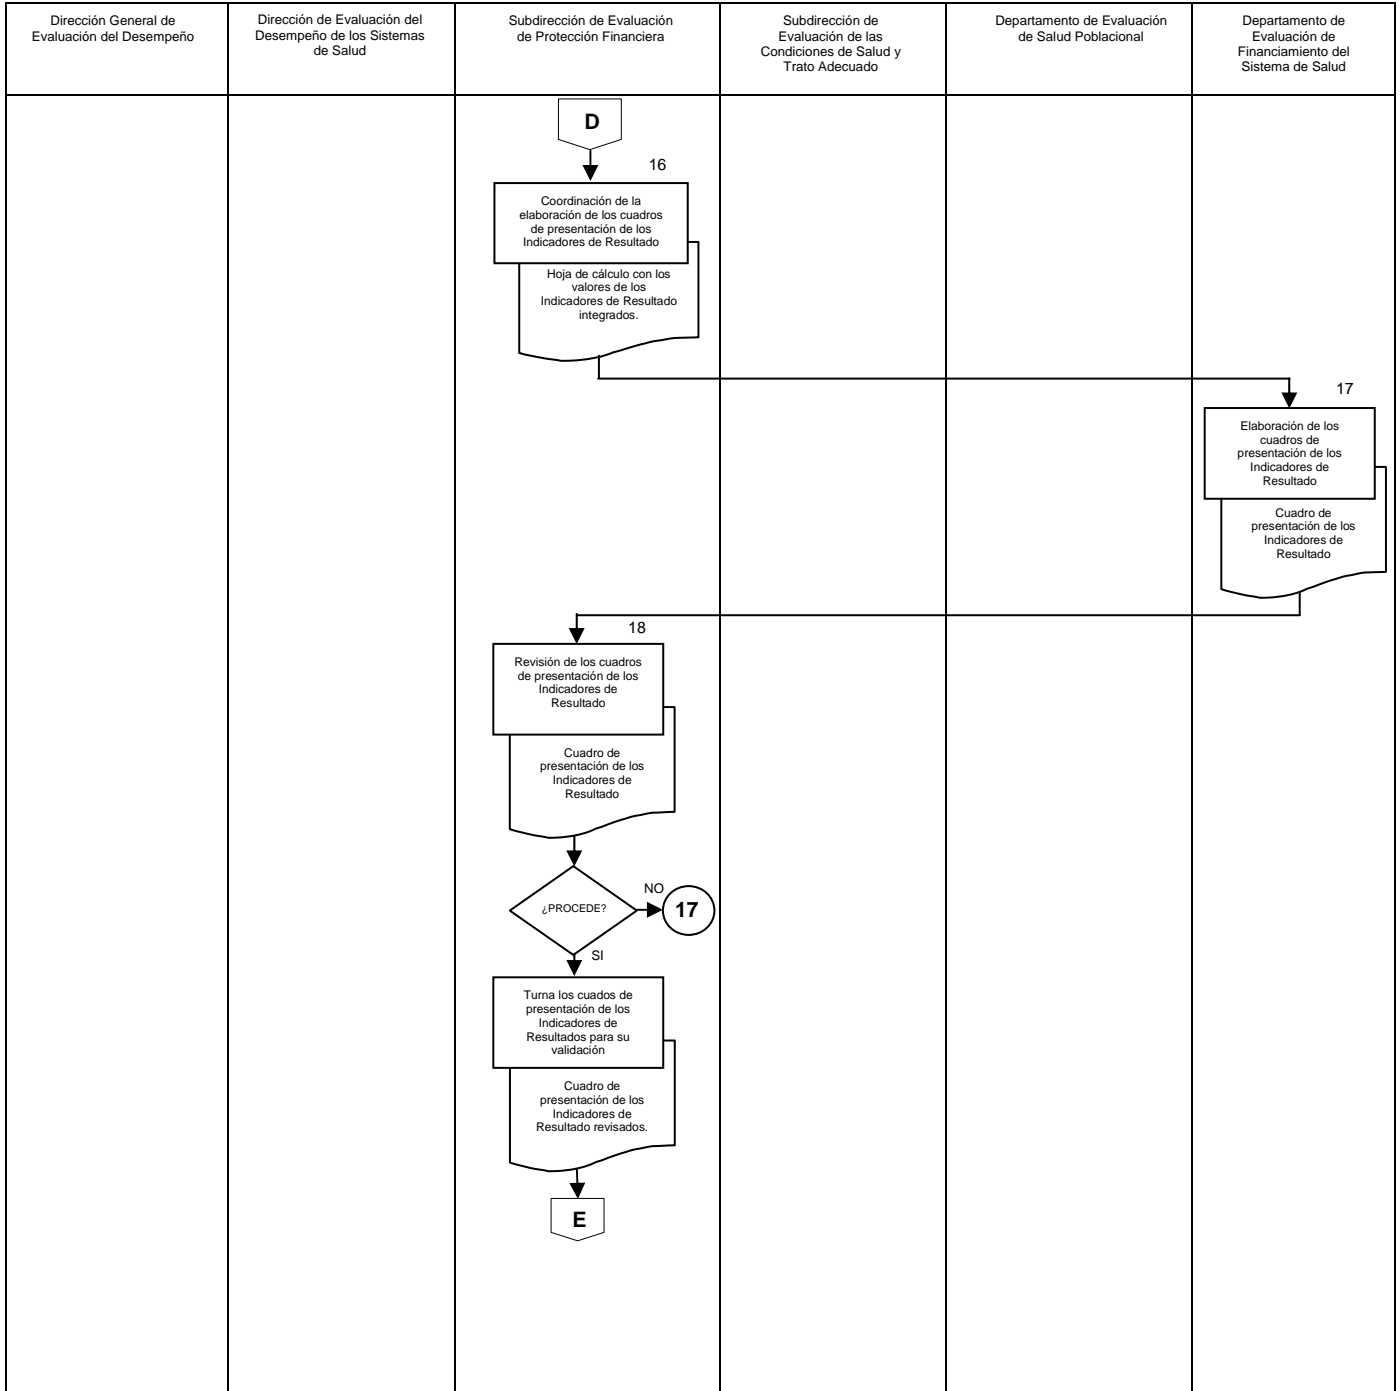 Dirección General de
Evaluación del Desempeño
Dirección de Evaluación del
Desempeño de los Sistemas
de Salud
Subdirección de Evaluación
de Protección Financiera
Subdirección de
Evaluación de las
Condiciones de Salud y
Trato Adecuado
Departamento de Evaluación
de Salud Poblacional
Departamento de
Evaluación de
Financiamiento del
Sistema de Salud
D
16
Coordinación de la
elaboración de los cuadros
de presentación de los
Indicadores de Resultado
Hoja de cálculo con los
valores de los
Indicadores de Resultado
integrados.
17
Elaboración de los
cuadros de
presentación de los
Indicadores de
Resultado
Cuadro de
presentación de los
Indicadores de
Resultado
18
Revisión de los cuadros
de presentación de los
Indicadores de
Resultado
Cuadro de
presentación de los
Indicadores de
Resultado
¿PROCEDE?
NO
17
SI
Turna los cuados de
presentación de los
Indicadores de
Resultados para su
validación
Cuadro de
presentación de los
Indicadores de
Resultado revisados.
E